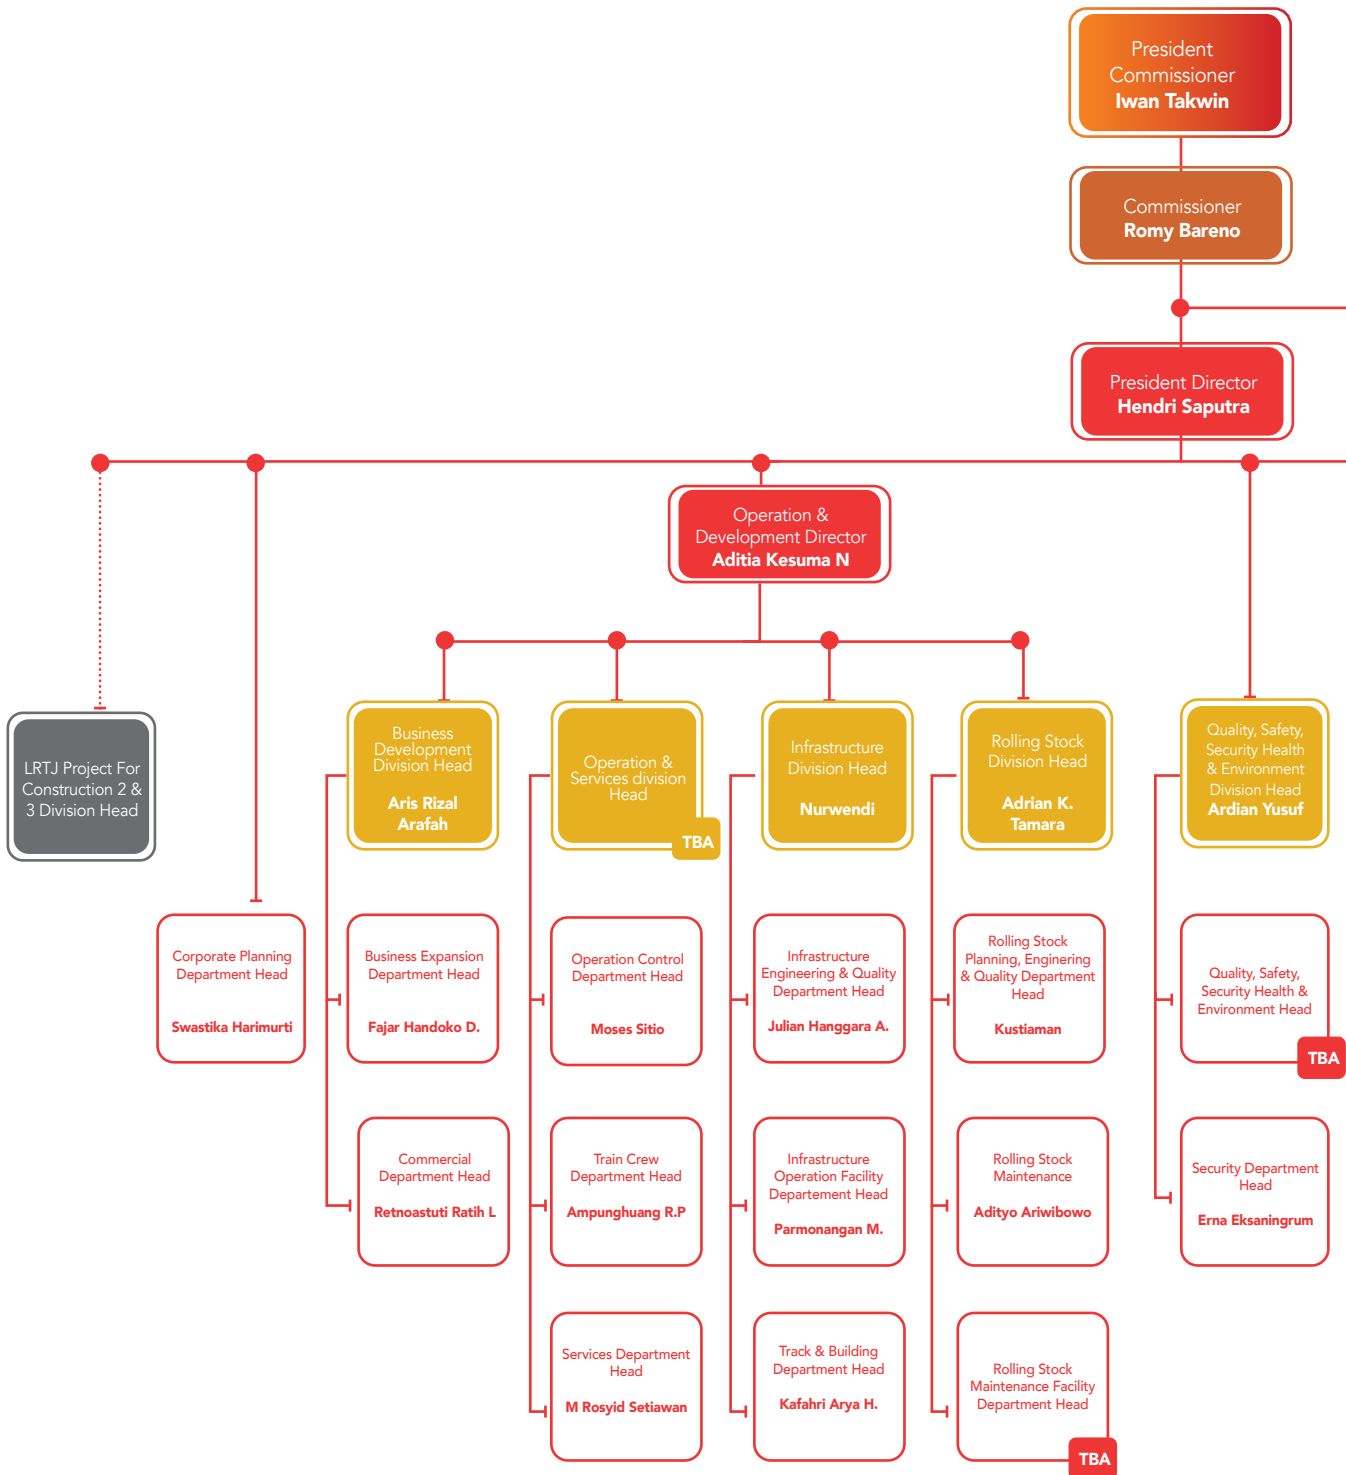 President
Commissioner
Iwan Takwin
Commissioner
Romy Bareno
President Director
Hendri Saputra
Operation &
Development Director
Aditia Kesuma N
LRTJ Project For
Construction 2 &
3 Division Head
Business
Development
Division Head
Aris Rizal
Arafah
Operation &
Services division
Head
TBA
Infrastructure
Division Head
Nurwendi
Rolling Stock
Division Head
Adrian K.
Tamara
Quality, Safety,
Security Health
& Environment
Division Head
Ardian Yusuf
Corporate Planning
Department Head
Swastika Harimurti
Business Expansion
Department Head
Fajar Handoko D.
Operation Control
Department Head
Moses Sitio
Infrastructure
Engineering & Quality
Department Head
Julian Hanggara A.
Rolling Stock
Planning, Enginering
& Quality Department
Head
Kustiaman
Quality, Safety,
Security Health &
Environment Head
TBA
Commercial
Department Head
Retnoastuti Ratih L
Train Crew
Department Head
Ampunghuang R.P
Infrastructure
Operation Facility
Departement Head
Parmonangan M.
Rolling Stock
Maintenance
Adityo Ariwibowo
Security Department
Head
Erna Eksaningrum
Services Department
Head
M Rosyid Setiawan
Track & Building
Department Head
Kafahri Arya H.
Rolling Stock
Maintenance Facility
Department Head
TBA